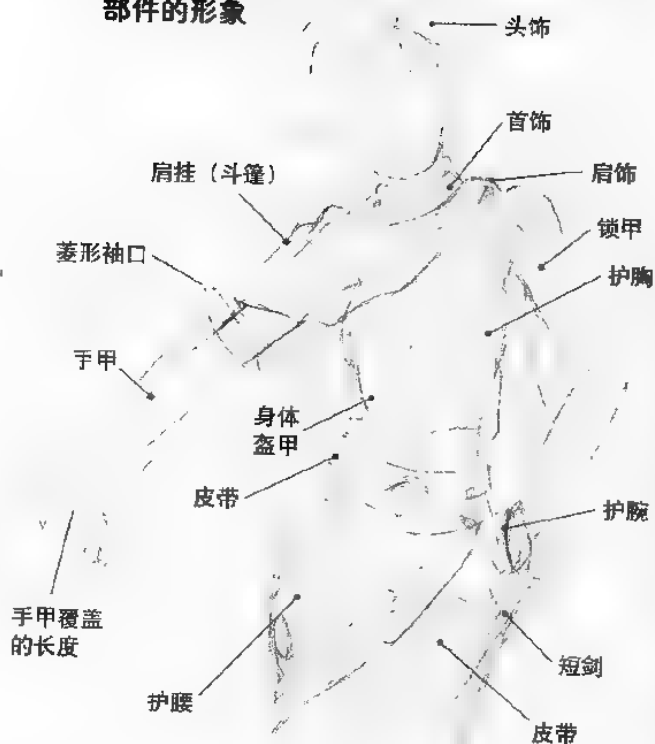 部件的形象
头饰
首饰
肩挂（斗篷）
肩饰
锁甲
菱形袖口
护胸
手甲
身体
盔甲
皮带
护腕
手甲覆盖
的长度
短剑
护腰
皮带